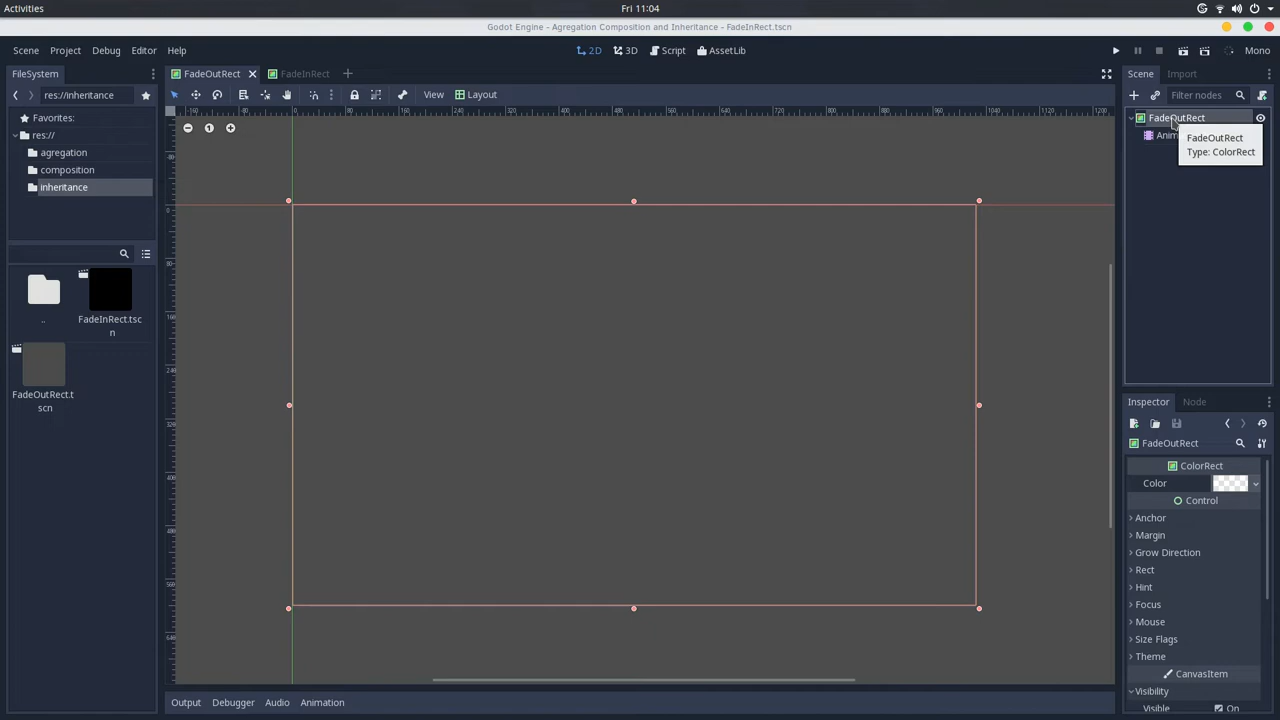 Activities
Fri 11:04
Godot Engine - Agregation Composition and Inheritance - FadeInRect.tscn
Scene Project Debug Editor Help
2D 3D Script AssetLib
Mono
FileSystem
res://inheritance
Favorites:
res://
agregation
composition
inheritance
..
FadeInRect.tsc
n
FadeOutRect.t
scn
FadeOutRect
FadeInRect
View
Layout
Output Debugger Audio Animation
Scene Import
Filter nodes
FadeOutRect
Anim
FadeOutRect
Type: ColorRect
Inspector Node
FadeOutRect
ColorRect
Color
Control
Anchor
Margin
Grow Direction
Rect
Hint
Focus
Mouse
Size Flags
Theme
CanvasItem
Visibility
Visible
On